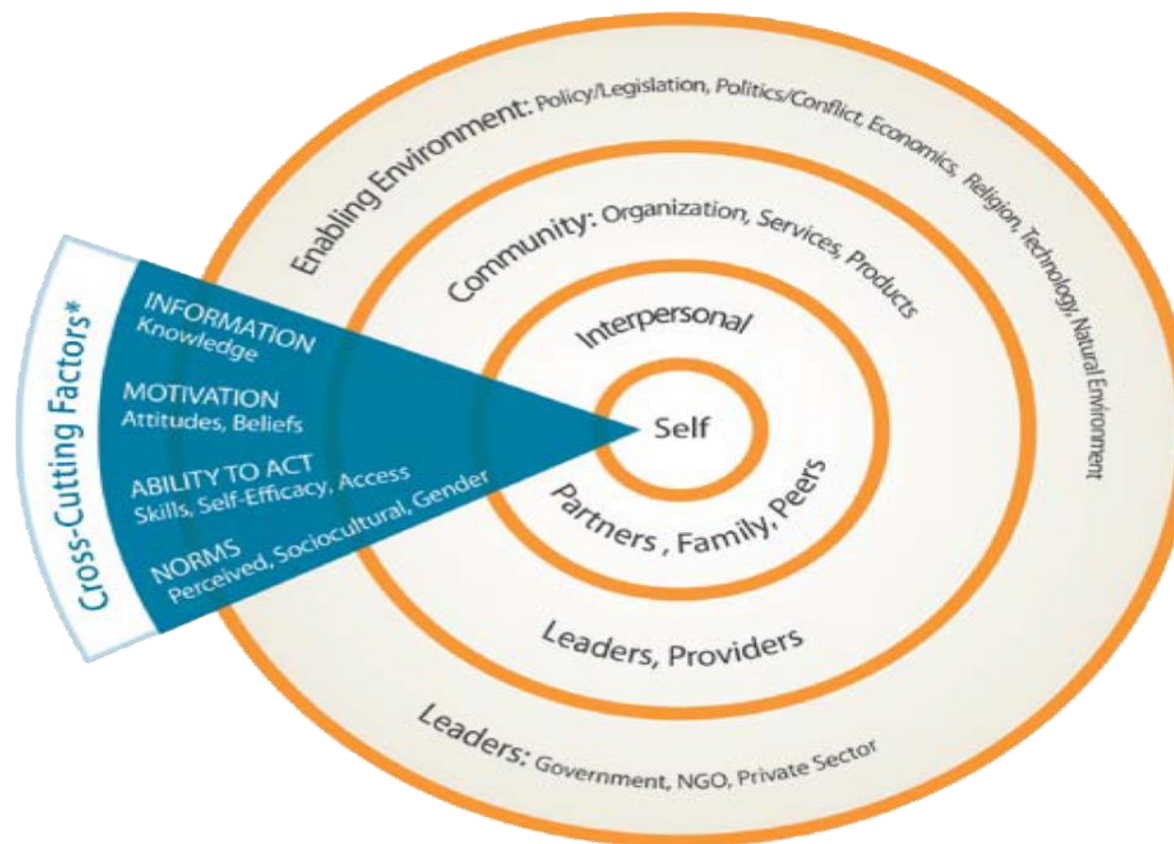 Enabling Environment: Policy/Legislation, Politics/Conflict, Economics, Religion, Technology, Natural Environment
Community: Organization, Services, Products
Interpersonal
Self
Partners , Family, Peers
Leaders, Providers
Leaders: Government, NGO, Private Sector
Cross-Cutting Factors*
INFORMATION
Knowledge
MOTIVATION
Attitudes, Beliefs
ABILITY TO ACT
Skills, Self-Efficacy, Access
NORMS
Perceived, Sociocultural, Gender